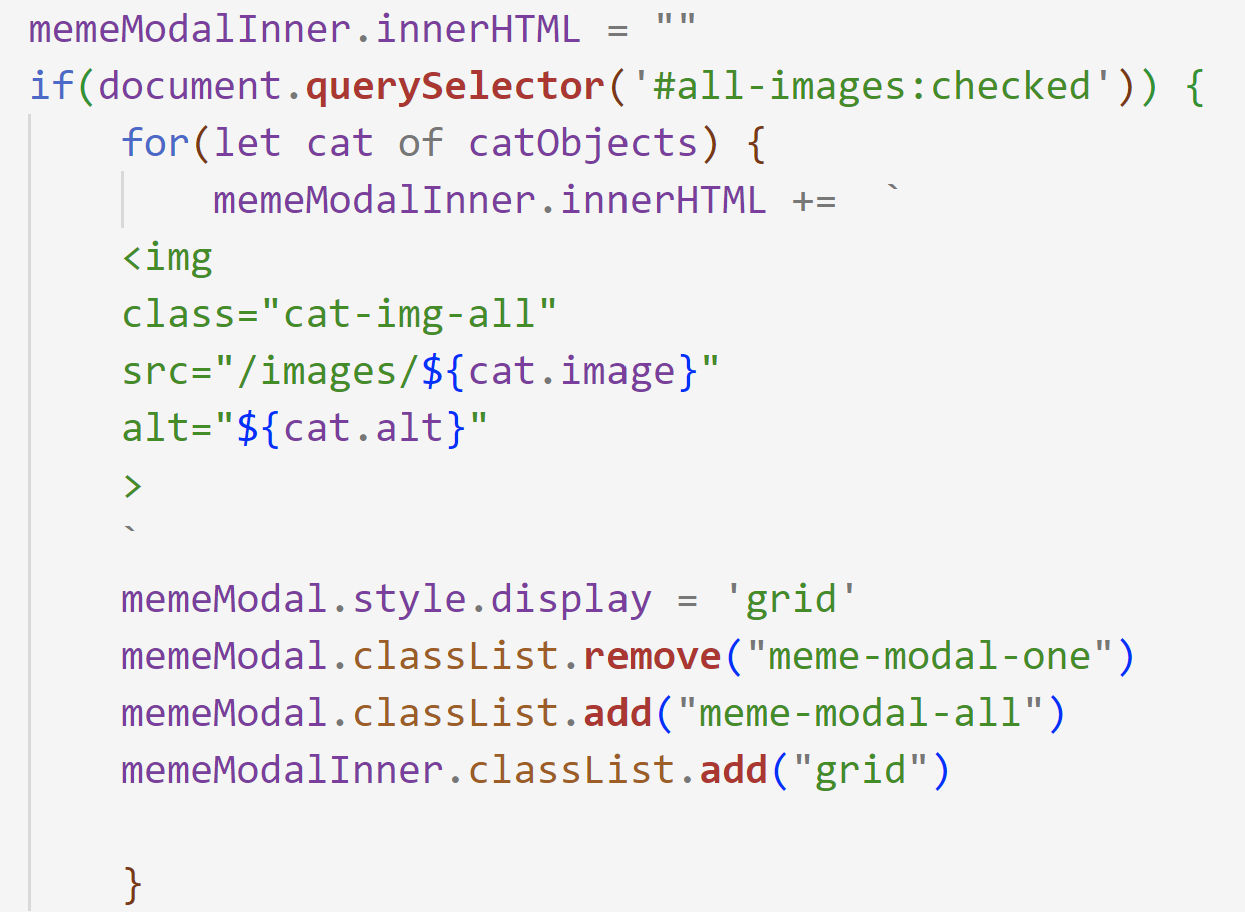 memeModalInner.innerHTML = ""
if(document.querySelector('#all-images:checked')) {
    for(let cat of catObjects) {
        memeModalInner.innerHTML +=  `
    <img
    class="cat-img-all"
    src="/images/${cat.image}"
    alt="${cat.alt}"
    >
    `
    memeModal.style.display = 'grid'
    memeModal.classList.remove("meme-modal-one")
    memeModal.classList.add("meme-modal-all")
    memeModalInner.classList.add("grid")

    }